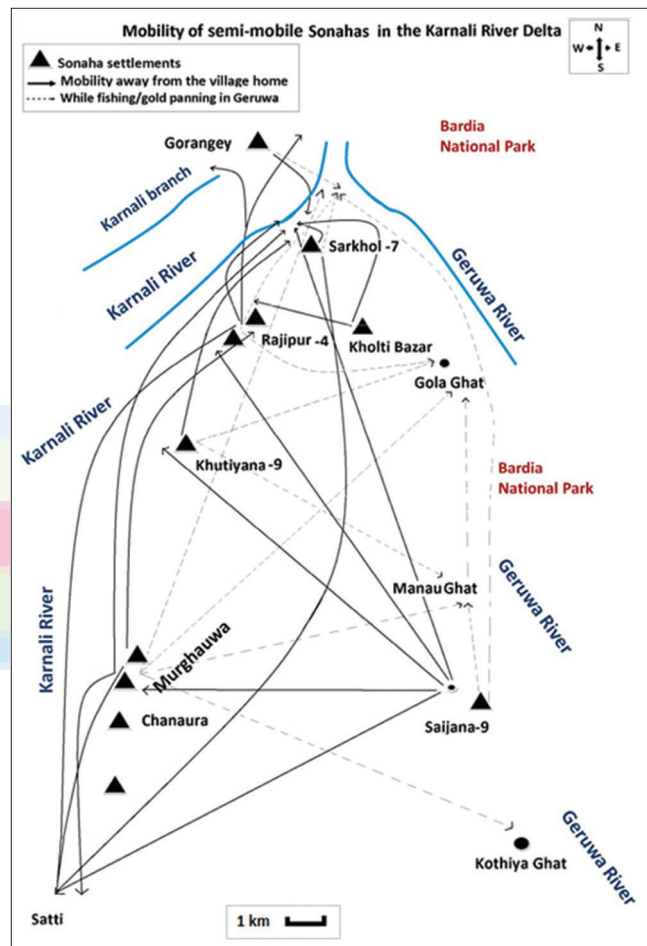 Mobility of semi-mobile Sonahas in the Karnali River Delta
N
W E
S
Sonaha settlements
Mobility away from the village home
While fishing/gold panning in Geruwa
Gorangey
Bardia
National Park
Karnali branch
Karnali River
Sarkhol -7
Geruwa River
Rajipur -4
Kholti Bazar
Gola Ghat
Karnali River
Khutiyana -9
Bardia
National Park
Manau Ghat
Geruwa River
Karnali River
Murghauwa
Chanaura
Saijana-9
Geruwa River
Kothiya Ghat
Satti
1 km